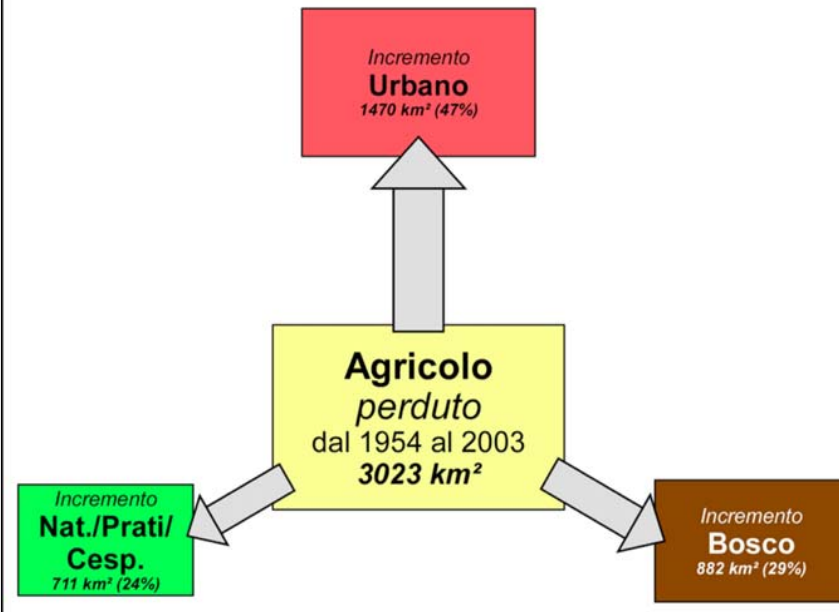 Incremento
Urbano
1470 km² (47%)
Agricolo
perduto
dal 1954 al 2003
3023 km²
Incremento
Nat./Prati/
Cesp.
711 km² (24%)
Incremento
Bosco
882 km² (29%)